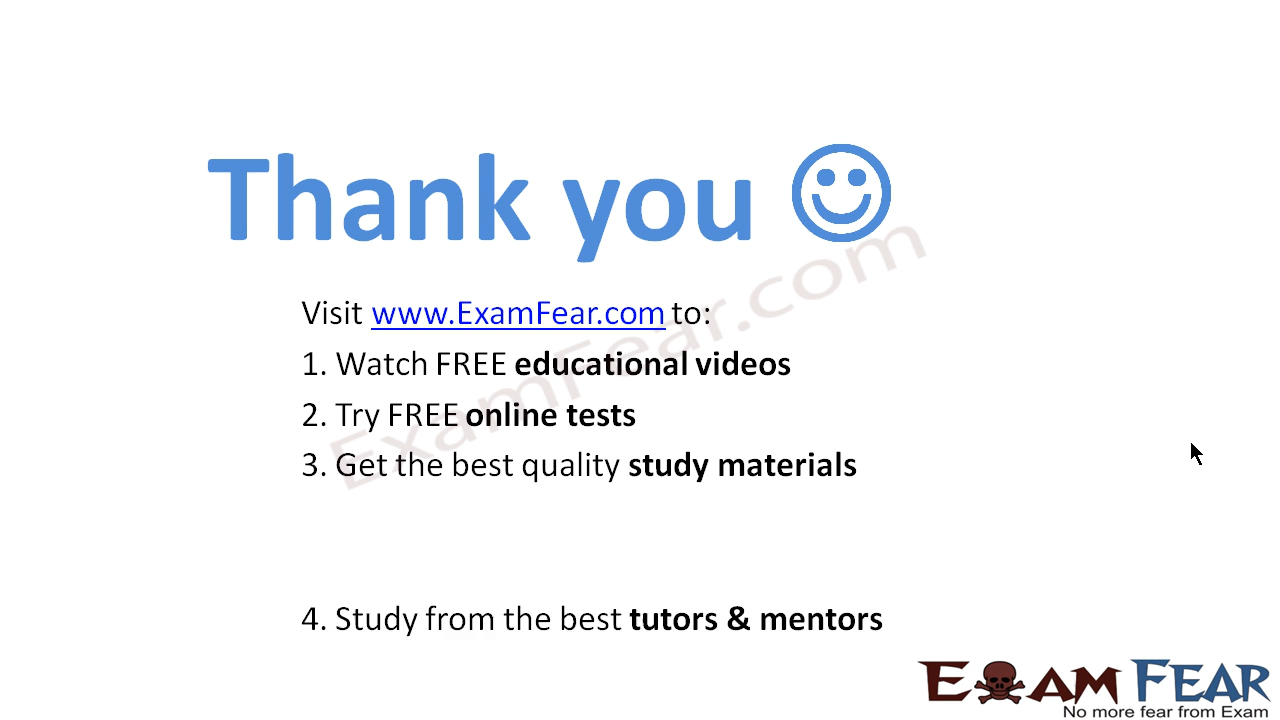 Thank you ☺
Visit www.ExamFear.com to:
1. Watch FREE educational videos
2. Try FREE online tests
3. Get the best quality study materials
4. Study from the best tutors & mentors
ExamFear.com
EXAM FEAR
No more fear from Exam